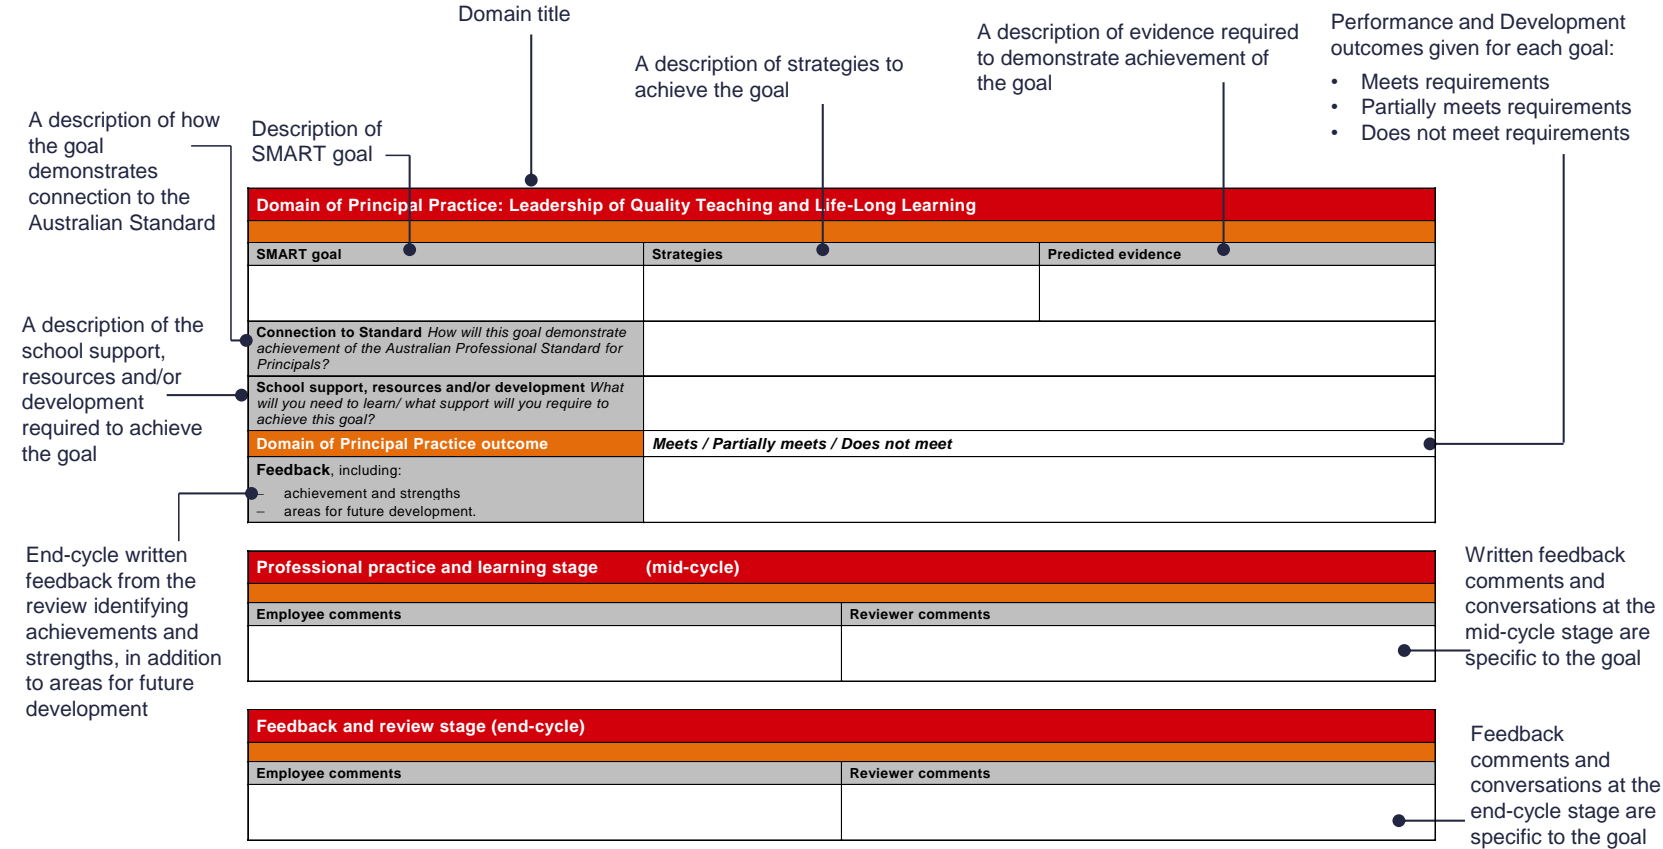 Domain title
A description of strategies to
achieve the goal
A description of evidence required
to demonstrate achievement of
the goal
Performance and Development
outcomes given for each goal:
• Meets requirements
• Partially meets requirements
• Does not meet requirements
A description of how
the goal
demonstrates
connection to the
Australian Standard
Description of
SMART goal
Domain of Principal Practice: Leadership of Quality Teaching and Life-Long Learning
SMART goal
Strategies
Predicted evidence
Connection to Standard How will this goal demonstrate
achievement of the Australian Professional Standard for
Principals?
A description of the
school support,
resources and/or
development
required to achieve
the goal
School support, resources and/or development What
will you need to learn/ what support will you require to
achieve this goal?
Domain of Principal Practice outcome
Meets / Partially meets / Does not meet
Feedback, including:
– achievement and strengths
– areas for future development.
End-cycle written
feedback from the
review identifying
achievements and
strengths, in addition
to areas for future
development
Professional practice and learning stage (mid-cycle)
Employee comments
Reviewer comments
Written feedback
comments and
conversations at the
mid-cycle stage are
specific to the goal
Feedback and review stage (end-cycle)
Employee comments
Reviewer comments
Feedback
comments and
conversations at the
end-cycle stage are
specific to the goal